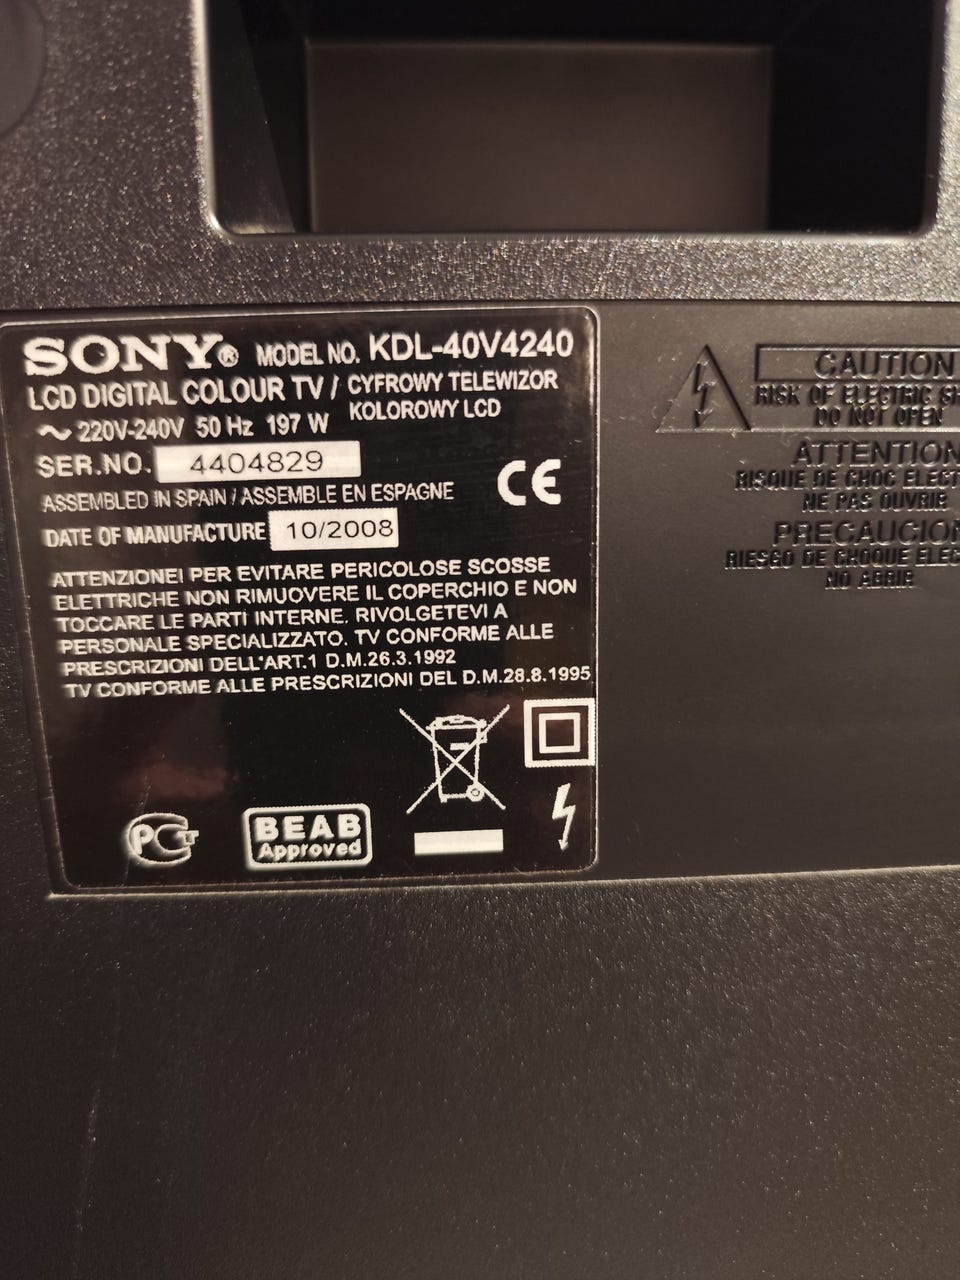 SONY® MODEL NO. KDL-40V4240
LCD DIGITAL COLOUR TV / CYFROWY TELEWIZOR
KOLOROWY LCD
~ 220V-240V 50 Hz 197 W
SER.NO. 4404829
ASSEMBLED IN SPAIN / ASSEMBLE EN ESPAGNE
CE
DATE OF MANUFACTURE 10/2008
ATTENZIONEI PER EVITARE PERICOLOSE SCOSSE
ELETTRICHE NON RIMUOVERE IL COPERCHIO E NON
TOCCARE LE PARTI INTERNE, RIVOLGETEVI A
PERSONALE SPECIALIZZATO. TV CONFORME ALLE
PRESCRIZIONI DELL'ART.1 D.M.26.3.1992
TV CONFORME ALLE PRESCRIZIONI DEL D.M.28.8.1995
BEAB
Approved
CAUTION
RISK OF ELECTRIC SH
DO NOT OPEN
ATTENTION
RISQUE DE CHOC ELECT
NE PAS OUVRIR
PRECAUCION
RIESGO DE CHOQUE ELEC
NO ABRIR